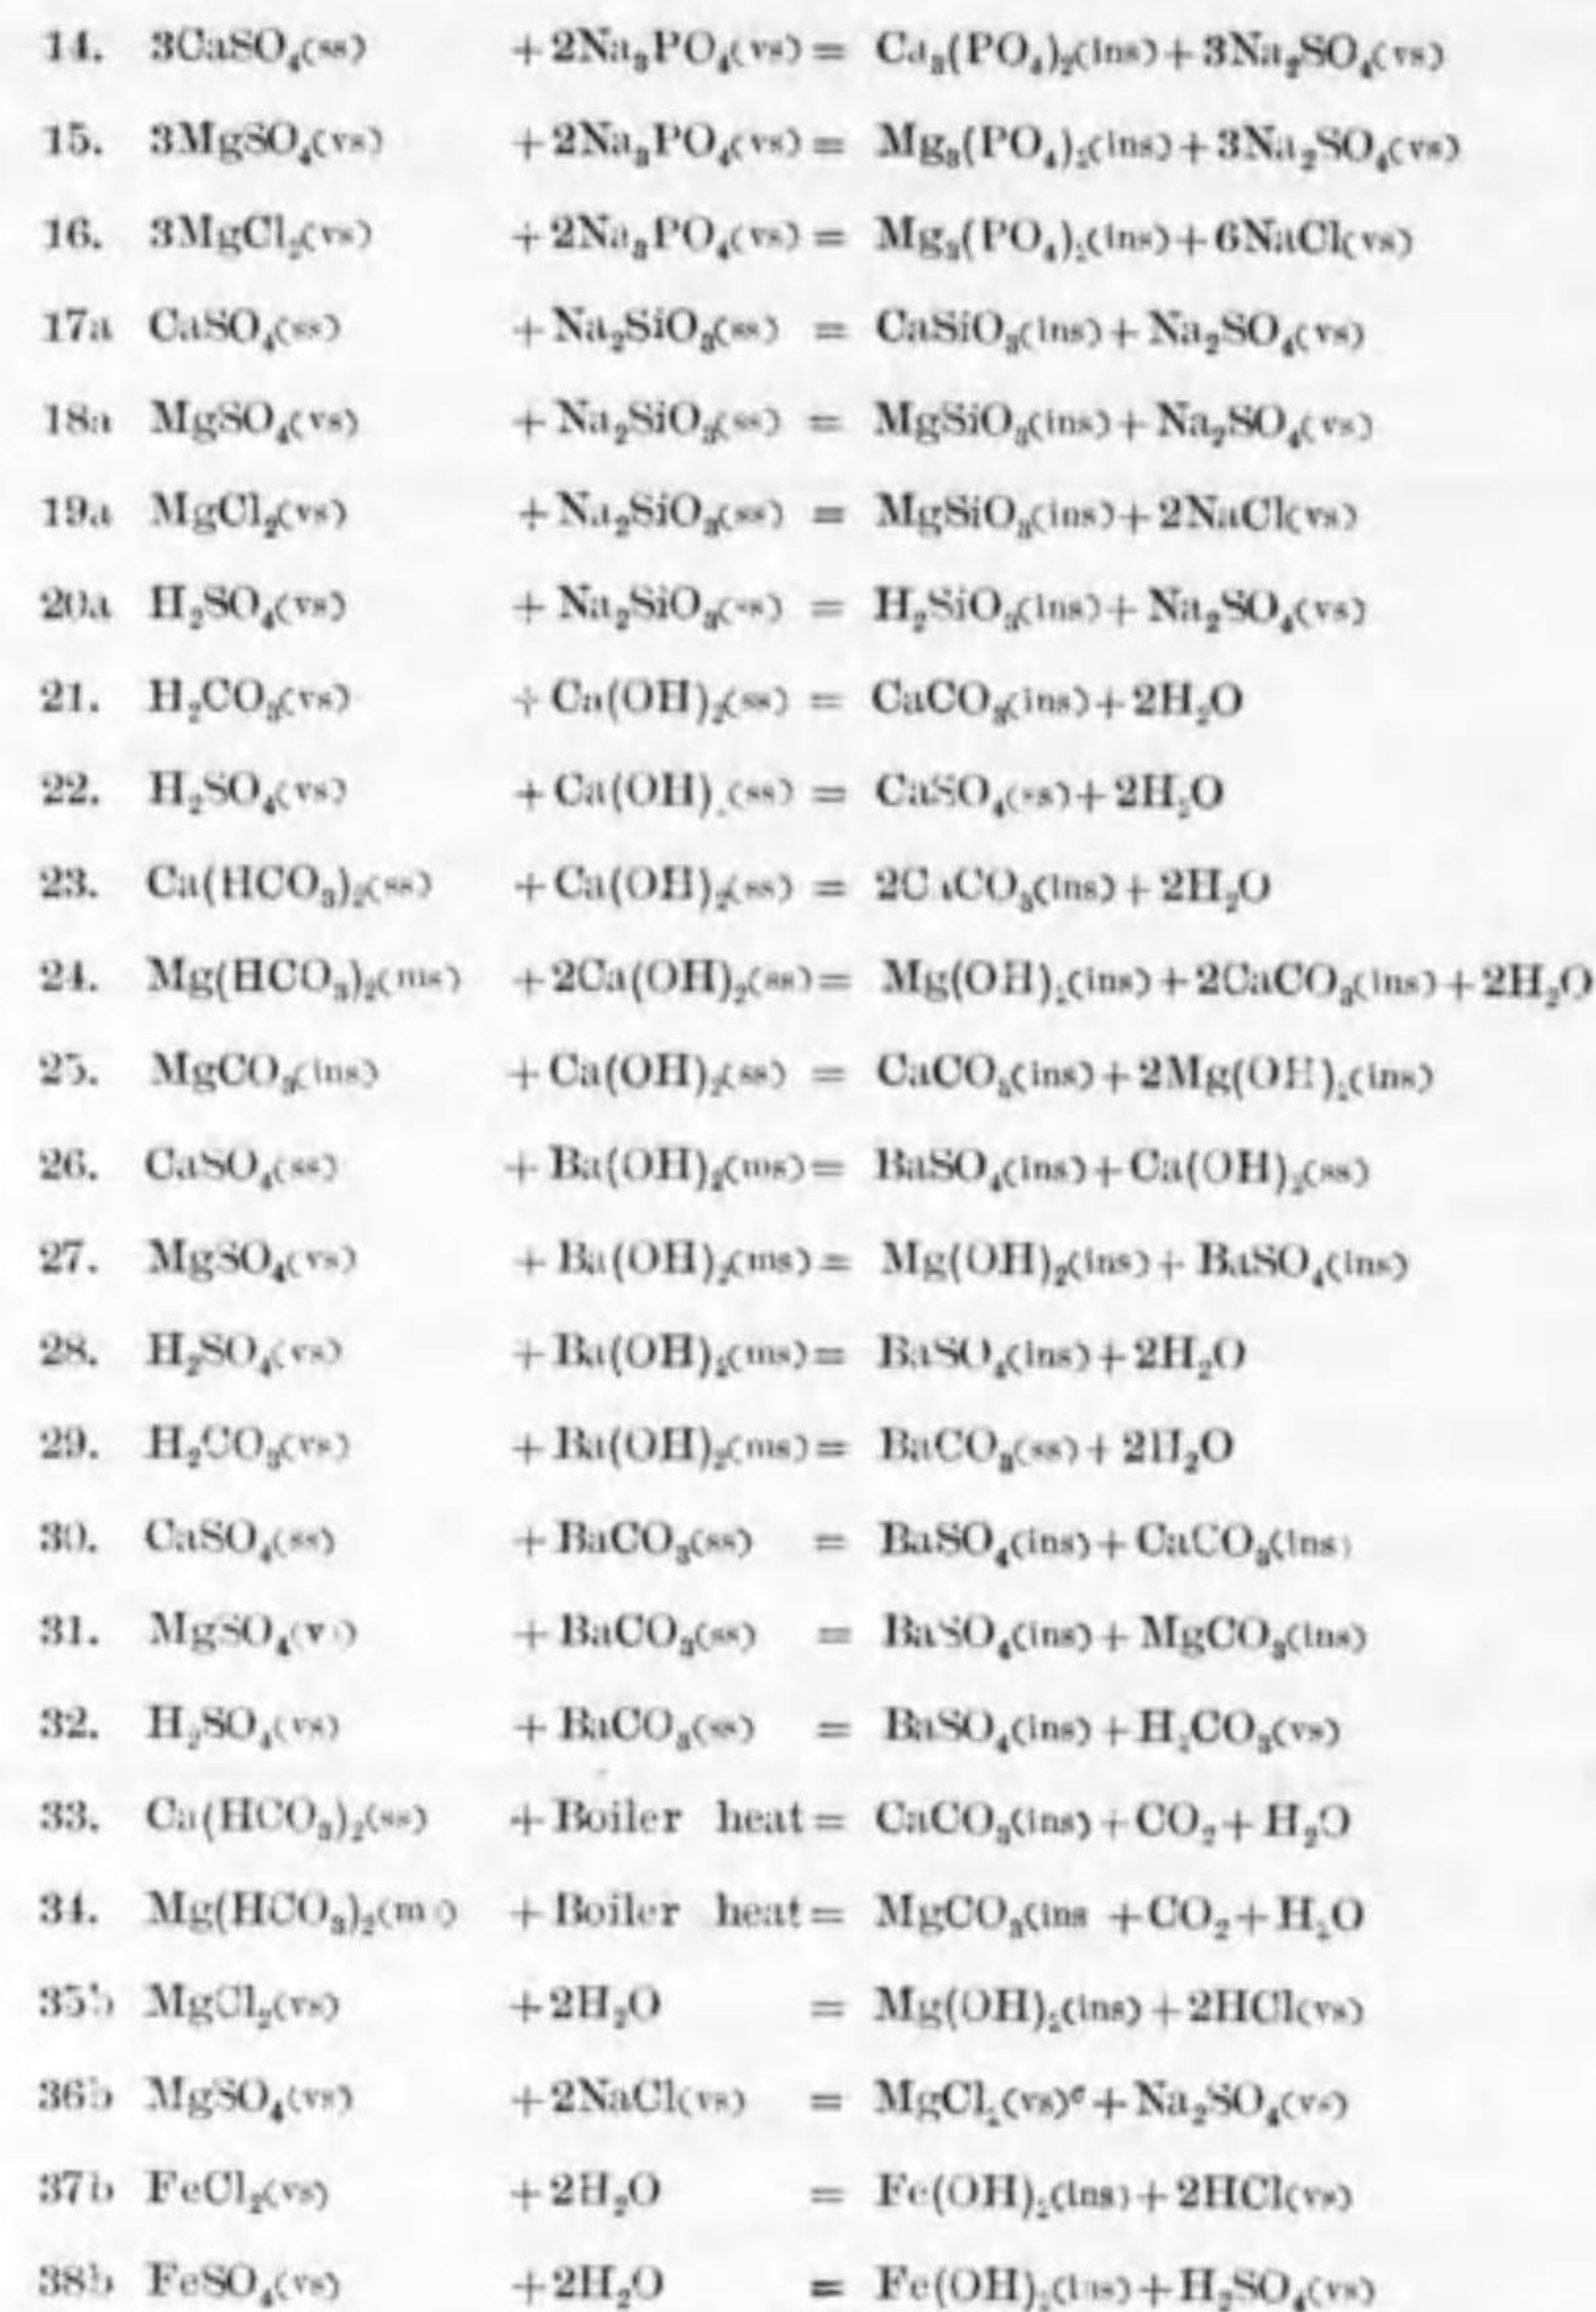 14. 3CaSO₄(ss) +2Na₃PO₄(vs)= Ca₃(PO₄)₂(ins)+3Na₂SO₄(vs)
15. 3MgSO₄(vs) +2Na₃PO₄(vs)= Mg₃(PO₄)₂(ins)+3Na₂SO₄(vs)
16. 3MgCl₂(vs) +2Na₃PO₄(vs)= Mg₃(PO₄)₂(ins)+6NaCl(vs)
17a CaSO₄(ss) +Na₂SiO₃(ss) = CaSiO₃(ins)+Na₂SO₄(vs)
18a MgSO₄(vs) +Na₂SiO₃(ss) = MgSiO₃(ins)+Na₂SO₄(vs)
19a MgCl₂(vs) +Na₂SiO₃(ss) = MgSiO₃(ins)+2NaCl(vs)
20a H₂SO₄(vs) +Na₂SiO₃(ss) = H₂SiO₃(ins)+Na₂SO₄(vs)
21. H₂CO₃(vs) +Ca(OH)₂(ss) = CaCO₃(ins)+2H₂O
22. H₂SO₄(vs) +Ca(OH)₂(ss) = CaSO₄(ss)+2H₂O
23. Ca(HCO₃)₂(ss) +Ca(OH)₂(ss) = 2CaCO₃(ins)+2H₂O
24. Mg(HCO₃)₂(ms) +2Ca(OH)₂(ss)= Mg(OH)₂(ins)+2CaCO₃(ins)+2H₂O
25. MgCO₃(ins) +Ca(OH)₂(ss) = CaCO₃(ins)+2Mg(OH)₂(ins)
26. CaSO₄(ss) +Ba(OH)₂(ms)= BaSO₄(ins)+Ca(OH)₂(ss)
27. MgSO₄(vs) +Ba(OH)₂(ms)= Mg(OH)₂(ins)+BaSO₄(ins)
28. H₂SO₄(vs) +Ba(OH)₂(ms)= BaSO₄(ins)+2H₂O
29. H₂CO₃(vs) +Ba(OH)₂(ms)= BaCO₃(ss)+2H₂O
30. CaSO₄(ss) +BaCO₃(ss) = BaSO₄(ins)+CaCO₃(ins)
31. MgSO₄(vs) +BaCO₃(ss) = BaSO₄(ins)+MgCO₃(ins)
32. H₂SO₄(vs) +BaCO₃(ss) = BaSO₄(ins)+H₂CO₃(vs)
33. Ca(HCO₃)₂(ss) +Boiler heat= CaCO₃(ins)+CO₂+H₂O
34. Mg(HCO₃)₂(ms) +Boiler heat= MgCO₃(ins +CO₂+H₂O
35b MgCl₂(vs) +2H₂O = Mg(OH)₂(ins)+2HCl(vs)
36b MgSO₄(vs) +2NaCl(vs) = MgCl₂(vs)ᶜ+Na₂SO₄(vs)
37b FeCl₂(vs) +2H₂O = Fe(OH)₂(ins)+2HCl(vs)
38b FeSO₄(vs) +2H₂O = Fe(OH)₂(ins)+H₂SO₄(vs)